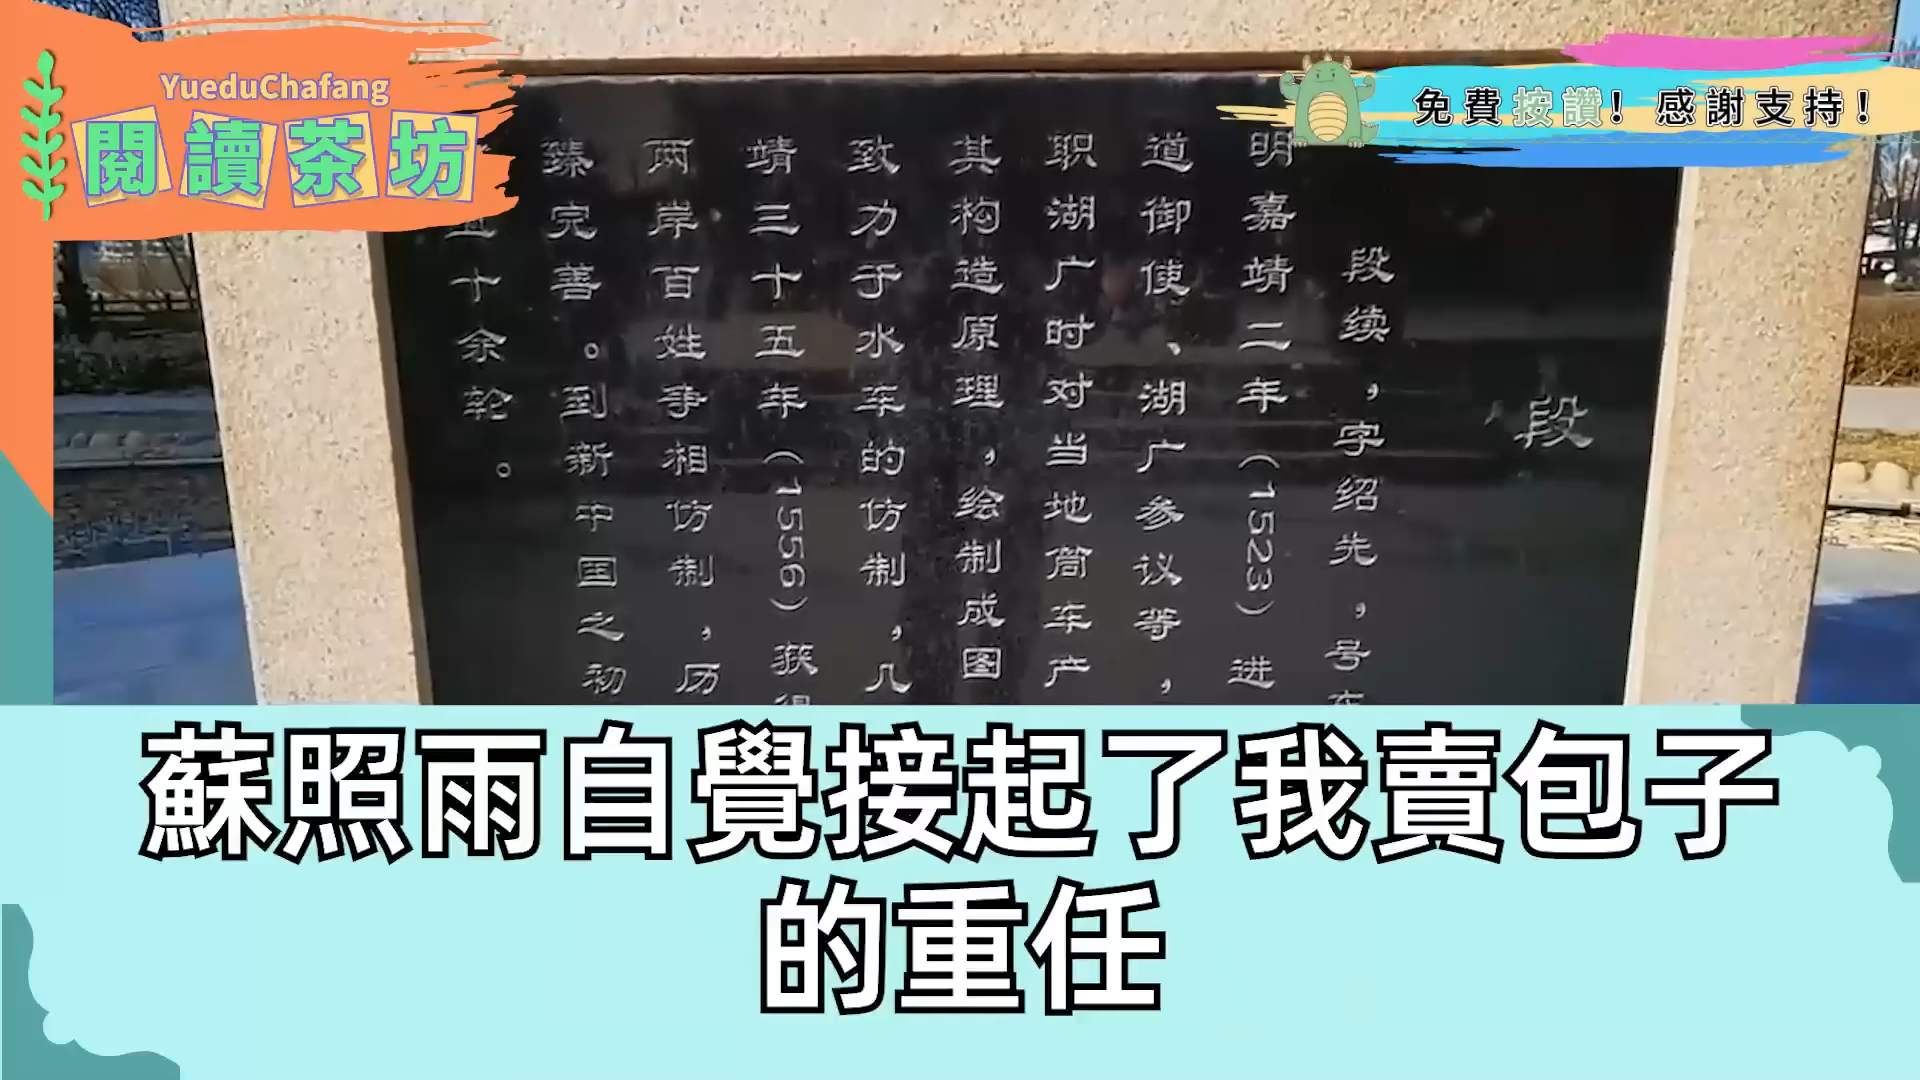 YueduChafang
閱讀茶坊
免費按讚！感謝支持！
段
段续，字绍先，号
明嘉靖二年（1523）进
道御使、湖广参议等，
职湖广时对当地筒车产
其构造原理，绘制成图
致力于水车的仿制，几
靖三十五年（1556）获
两岸百姓争相仿制，历
臻完善。到新中国之初
十余轮。
蘇照雨自覺接起了我賣包子
的重任